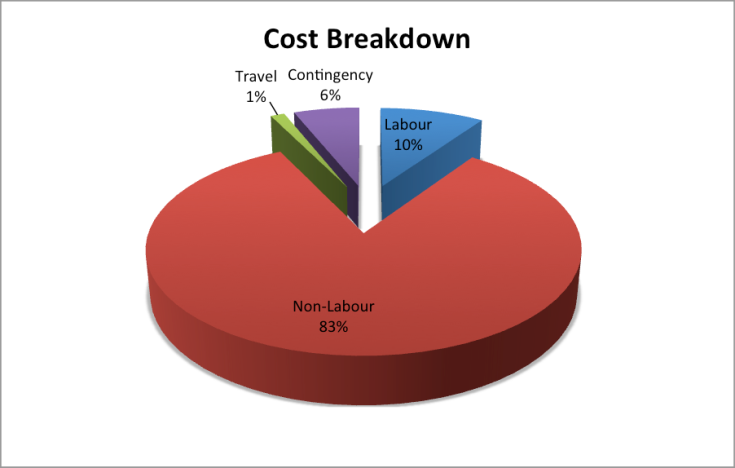 Cost Breakdown
Travel
1%
Contingency
6%
Labour
10%
Non-Labour
83%